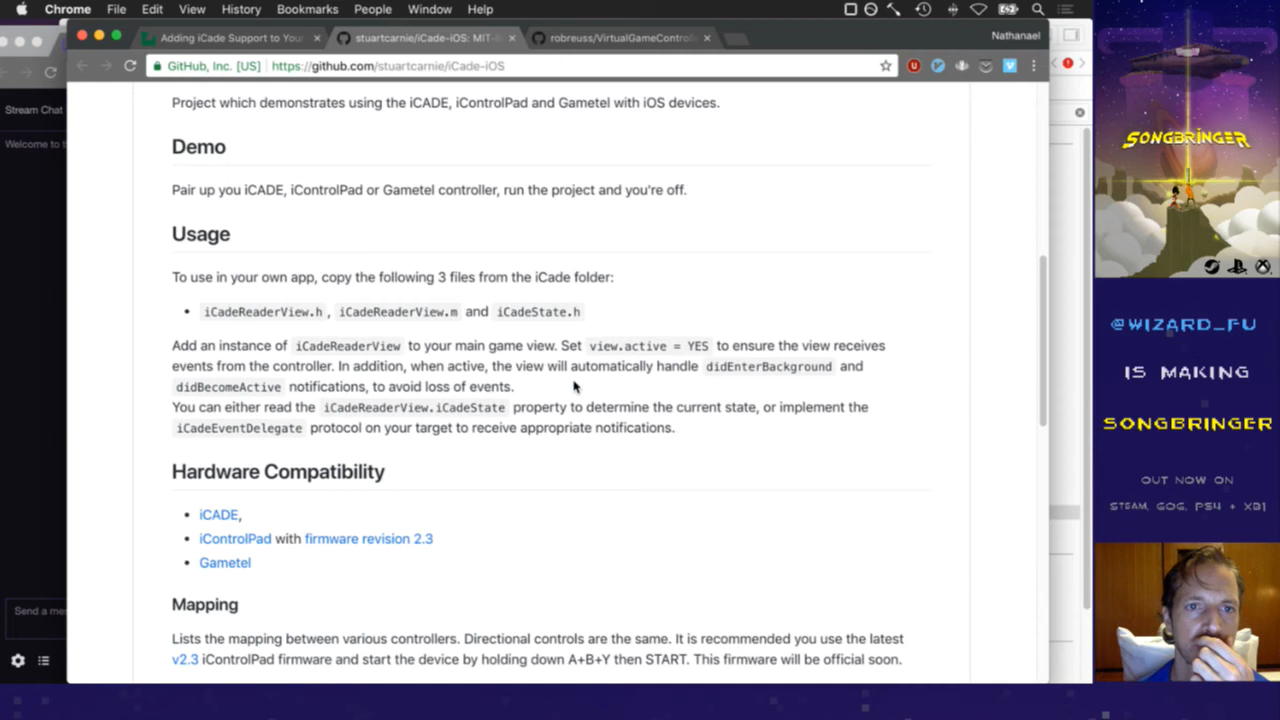 Chrome File Edit View History Bookmarks People Window Help
Adding iCade Support to Your
stuartcarnie/iCade-iOS: MIT-
robreuss/VirtualGameControll
Nathanael
GitHub, Inc. [US] https://github.com/stuartcarnie/iCade-iOS
Stream Chat
Welcome to th
Project which demonstrates using the iCADE, iControlPad and Gametel with iOS devices.
Demo
Pair up you iCADE, iControlPad or Gametel controller, run the project and you're off.
Usage
To use in your own app, copy the following 3 files from the iCade folder:
iCadeReaderView.h , iCadeReaderView.m and iCadeState.h
Add an instance of iCadeReaderView to your main game view. Set view.active = YES to ensure the view receives
events from the controller. In addition, when active, the view will automatically handle didEnterBackground and
didBecomeActive notifications, to avoid loss of events.
You can either read the iCadeReaderView.iCadeState property to determine the current state, or implement the
iCadeEventDelegate protocol on your target to receive appropriate notifications.
Hardware Compatibility
iCADE,
iControlPad with firmware revision 2.3
Gametel
Mapping
Lists the mapping between various controllers. Directional controls are the same. It is recommended you use the latest
v2.3 iControlPad firmware and start the device by holding down A+B+Y then START. This firmware will be official soon.
Send a mes
SONGBRINGER
@WIZARD_FU
IS MAKING
SONGBRINGER
OUT NOW ON
STEAM, GOG, PS4 + XB1